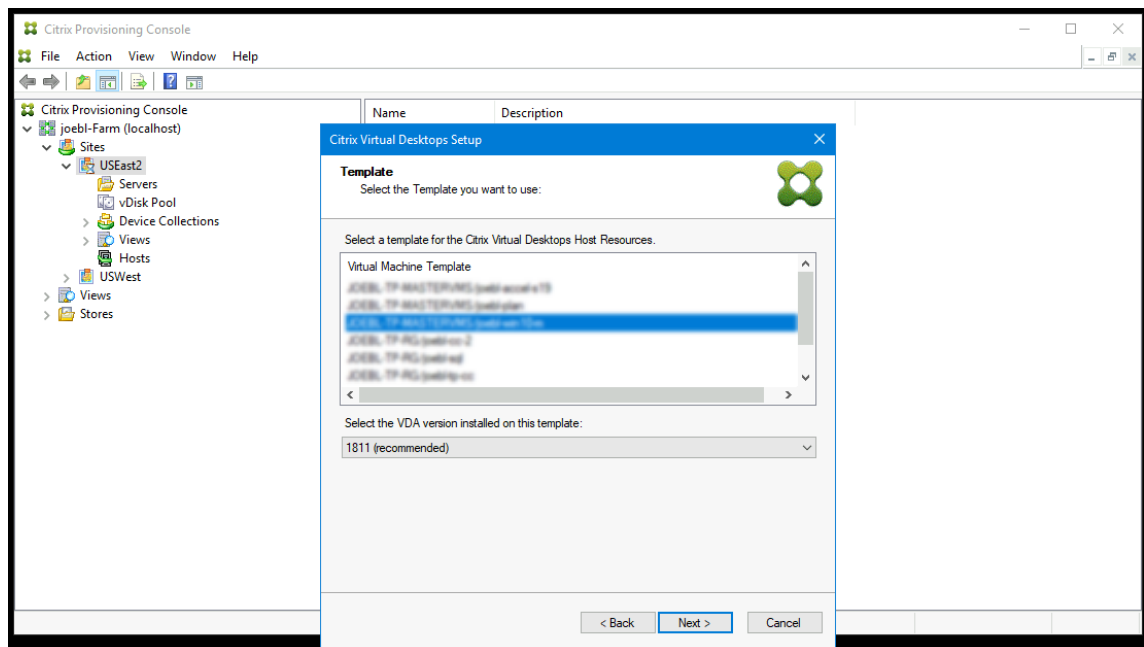 Citrix Provisioning Console
File Action View Window Help
Citrix Provisioning Console
joebl-Farm (localhost)
Sites
USEast2
Servers
vDisk Pool
Device Collections
Views
Hosts
USWest
Views
Stores
Name Description
Citrix Virtual Desktops Setup
Template
Select the Template you want to use:
Select a template for the Citrix Virtual Desktops Host Resources.
Virtual Machine Template
Select the VDA version installed on this template:
1811 (recommended)
< Back Next > Cancel